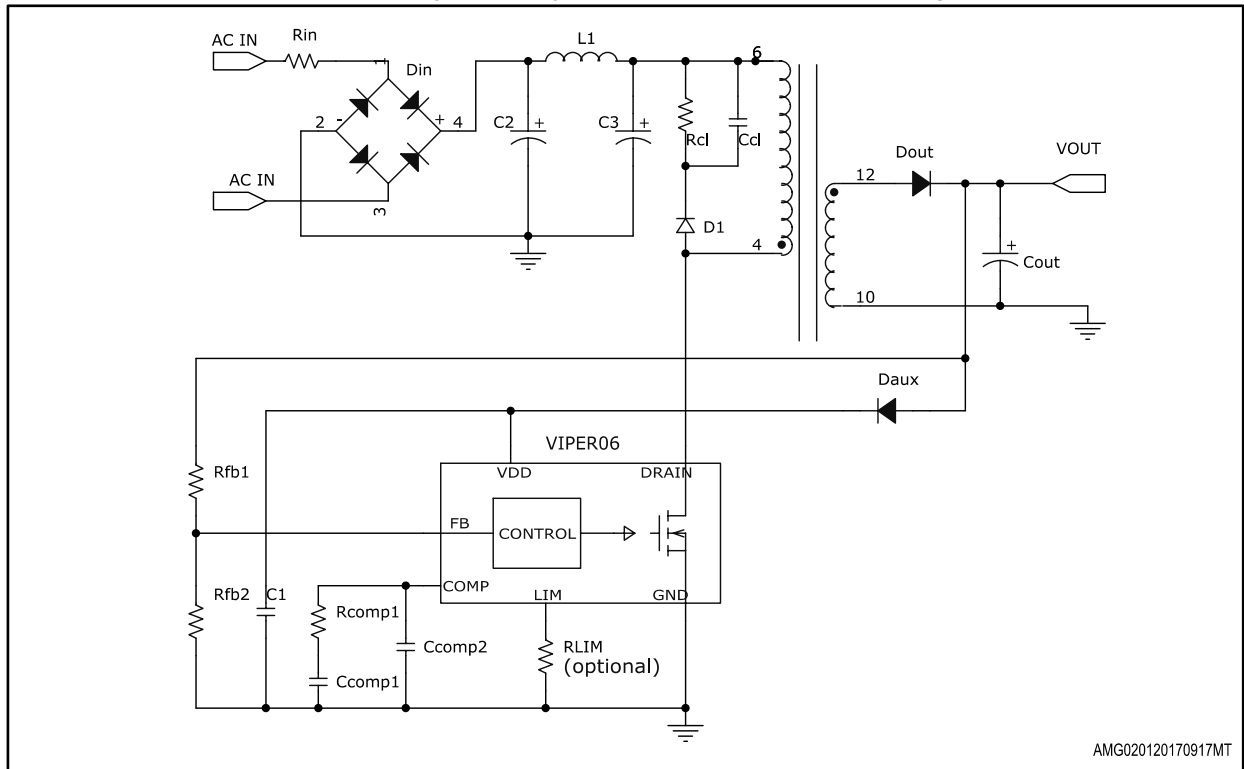 AC IN
Rin
1
Din
2
-
+
4
AC IN
3
L1
C2
+
C3
+
Rcl
Ccl
D1
6
4
12
10
Dout
VOUT
+
Cout
Daux
VIPER06
VDD
DRAIN
Rfb1
FB
CONTROL
COMP
LIM
GND
Rfb2
C1
Rcomp1
Ccomp2
RLIM
(optional)
Ccomp1
AMG020120170917MT